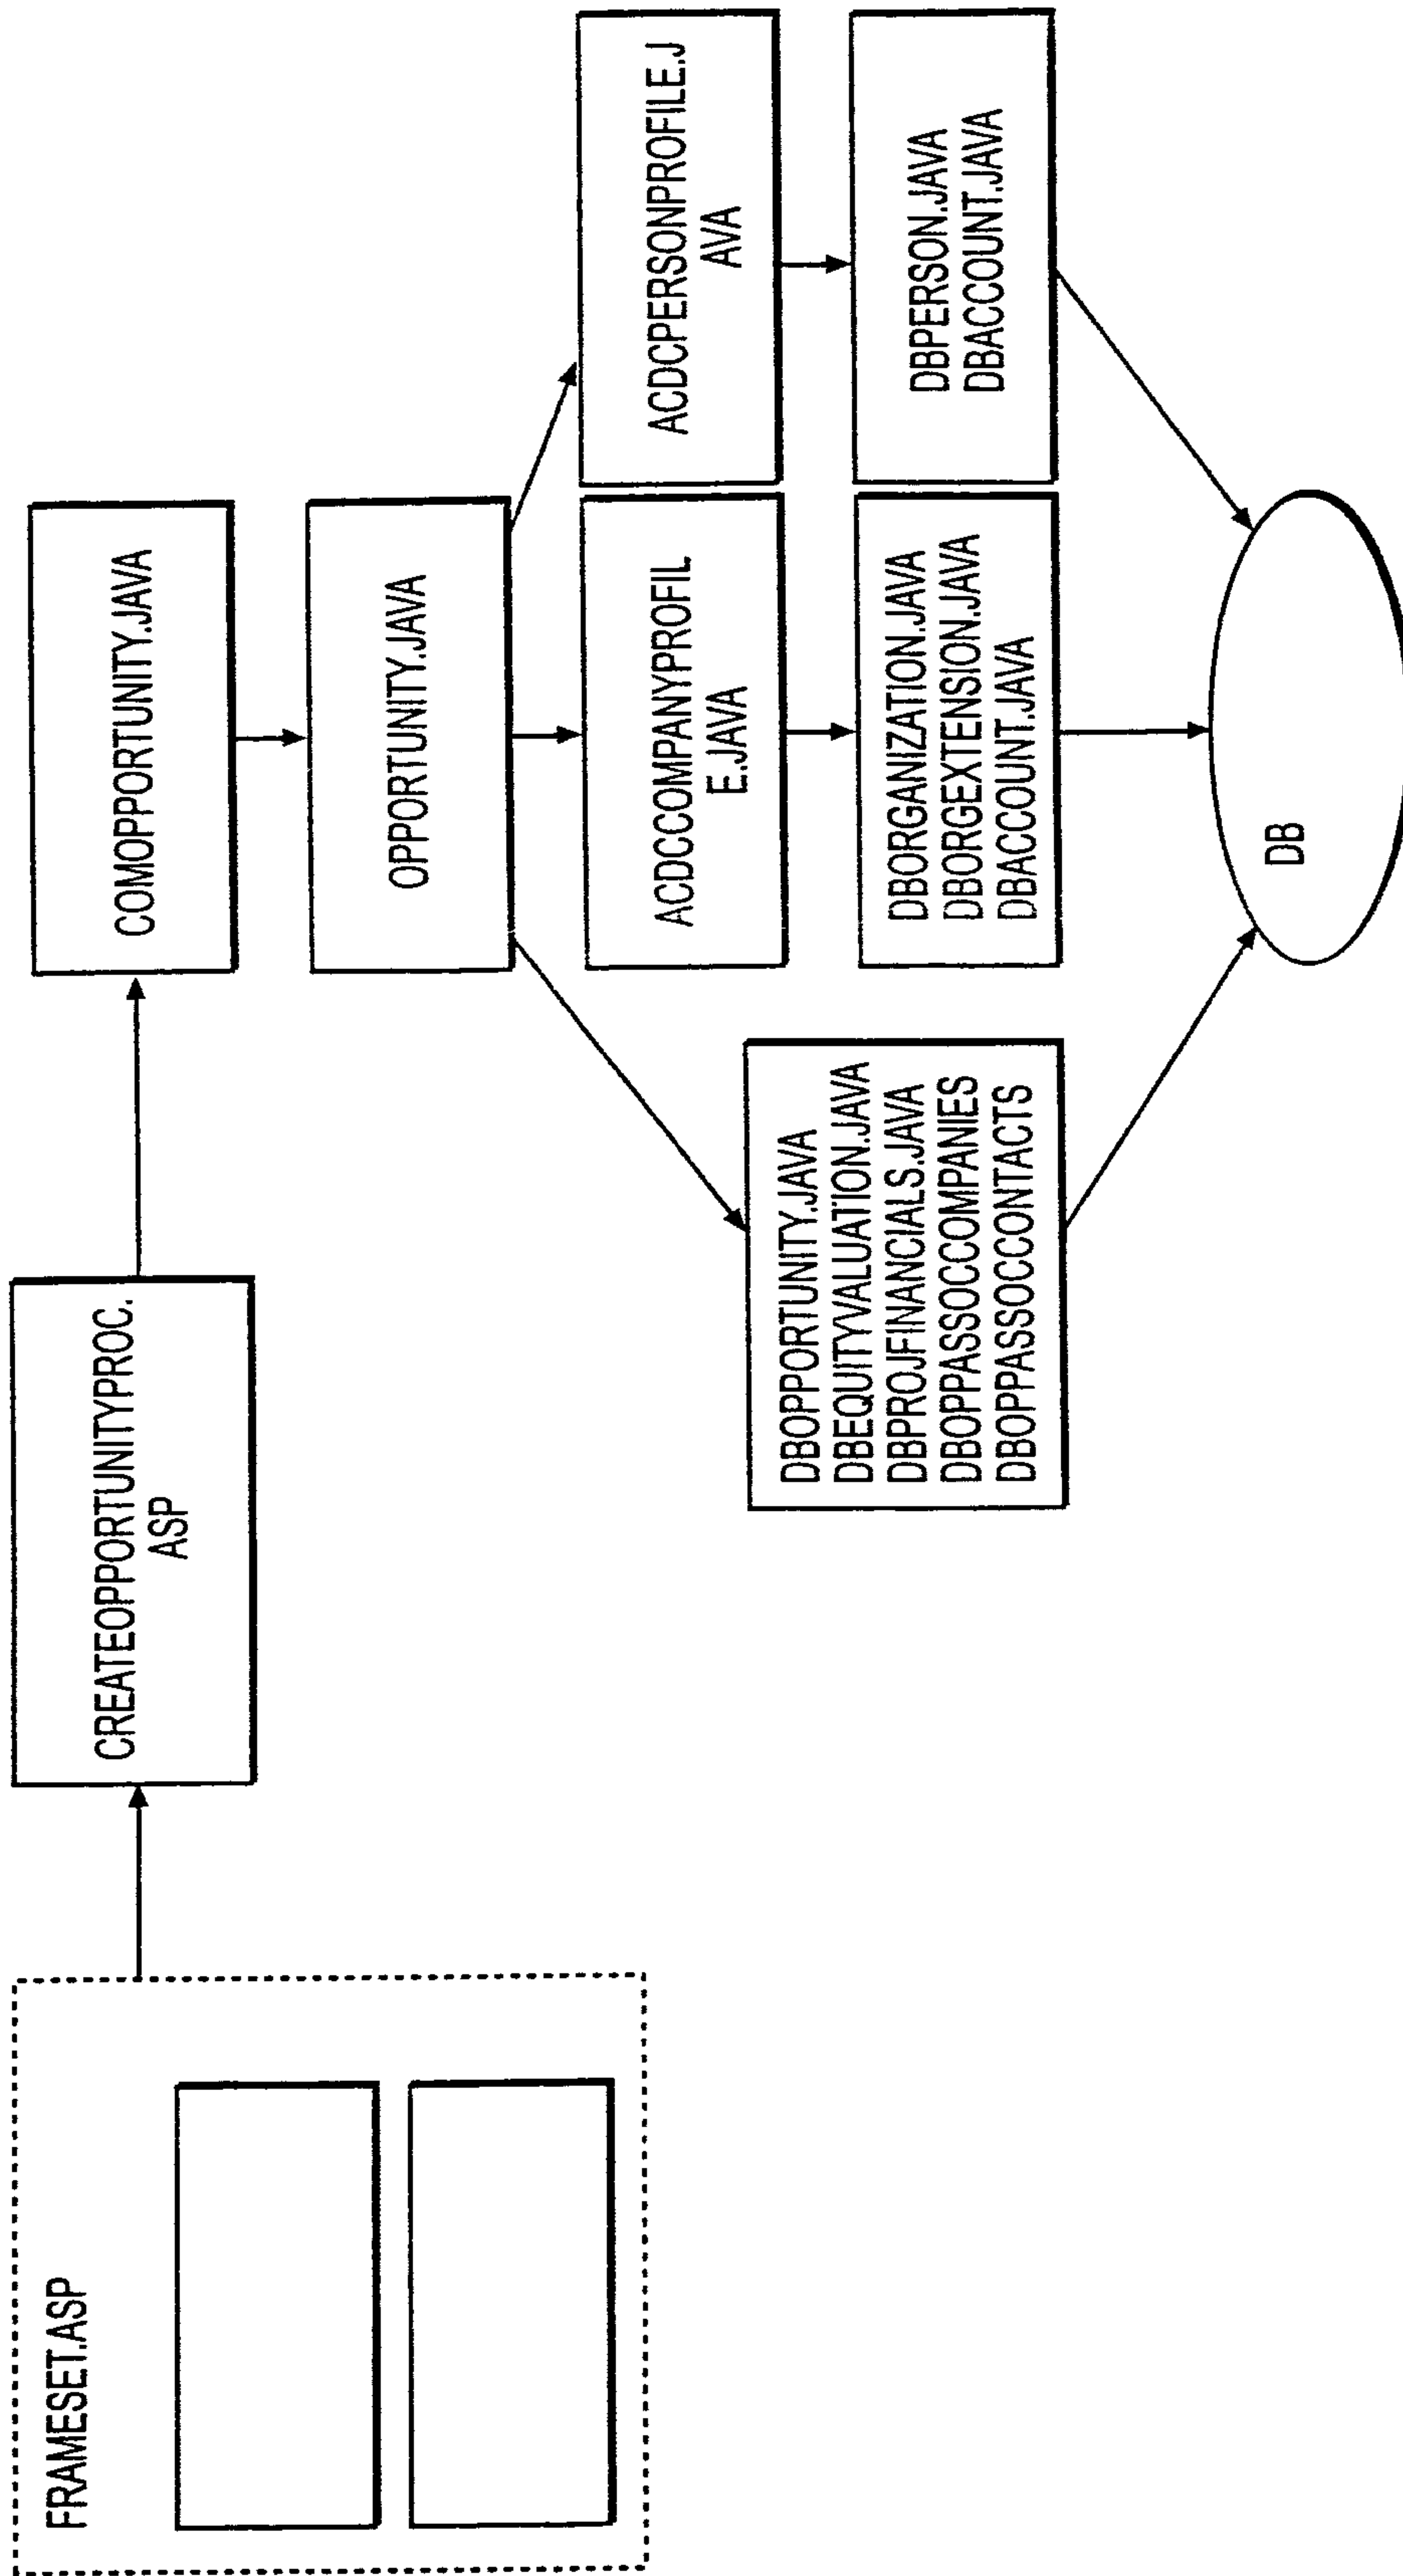 FRAMESET.ASP
CREATEOPPORTUNITYPROC.
ASP
COMOPPORTUNITY.JAVA
OPPORTUNITY.JAVA
ACDCCOMPANYPROFIL
E.JAVA
ACDCPERSONPROFILE.J
AVA
DBOPPORTUNITY.JAVA
DBEQUITYVALUATION.JAVA
DBPROJFINANCIALS.JAVA
DBOPPASSOCCOMPANIES
DBOPPASSOCCONTACTS
DBORGANIZATION.JAVA
DBORGEXTENSION.JAVA
DBACCOUNT.JAVA
DBPERSON.JAVA
DBACCOUNT.JAVA
DB